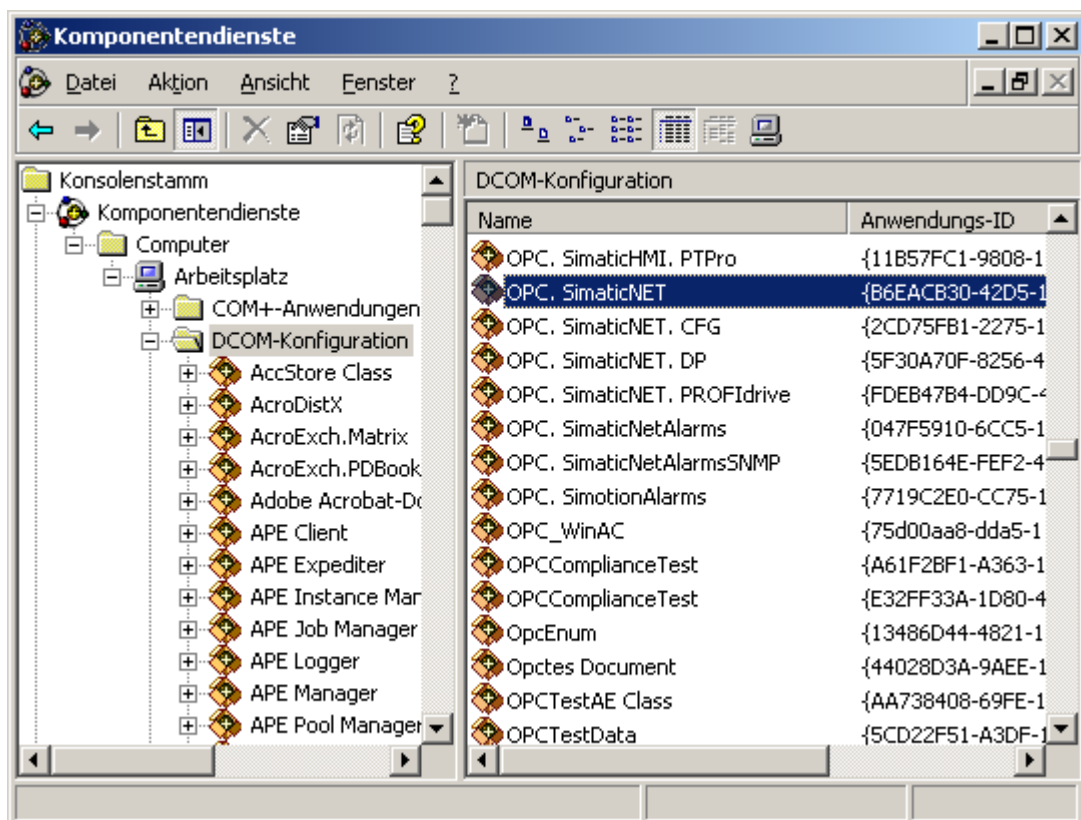 Komponentendienste
Datei Aktion Ansicht Fenster ?
Konsolenstamm
Komponentendienste
Computer
Arbeitsplatz
COM+-Anwendungen
DCOM-Konfiguration
AccStore Class
AcroDistX
AcroExch.Matrix
AcroExch.PDBook
Adobe Acrobat-Do
APE Client
APE Expediter
APE Instance Mar
APE Job Manager
APE Logger
APE Manager
APE Pool Manager
DCOM-Konfiguration
Name Anwendungs-ID
OPC. SimaticHMI. PTPro {11B57FC1-9808-1
OPC. SimaticNET {B6EACB30-42D5-1
OPC. SimaticNET. CFG {2CD75FB1-2275-1
OPC. SimaticNET. DP {5F30A70F-8256-4
OPC. SimaticNET. PROFIdrive {FDEB47B4-DD9C-4
OPC. SimaticNetAlarms {047F5910-6CC5-1
OPC. SimaticNetAlarmsSNMP {5EDB164E-FEF2-4
OPC. SimotionAlarms {7719C2E0-CC75-1
OPC_WinAC {75d00aa8-dda5-1
OPCComplianceTest {A61F2BF1-A363-1
OPCComplianceTest {E32FF33A-1D80-4
OpcEnum {13486D44-4821-1
Opctes Document {44028D3A-9AEE-1
OPCTestAE Class {AA738408-69FE-1
OPCTestData {5CD22F51-A3DF-1